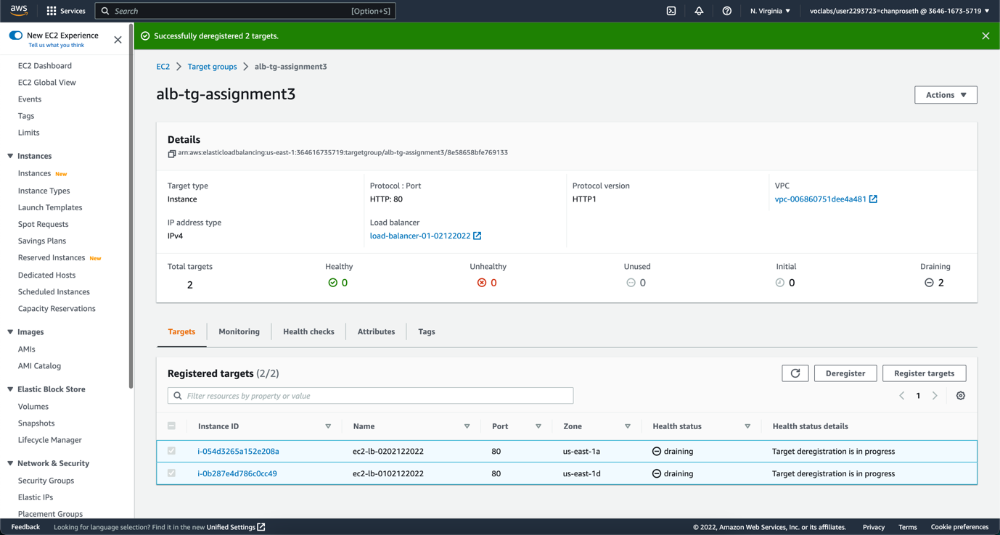 aws
Services
Search
[Option+S]
N. Virginia
voclabs/user2293723=chanproseth @ 3646-1673-5719
New EC2 Experience
Tell us what you think
EC2 Dashboard
EC2 Global View
Events
Tags
Limits
Instances
Instances New
Instance Types
Launch Templates
Spot Requests
Savings Plans
Reserved Instances New
Dedicated Hosts
Scheduled Instances
Capacity Reservations
Images
AMIs
AMI Catalog
Elastic Block Store
Volumes
Snapshots
Lifecycle Manager
Network & Security
Security Groups
Elastic IPs
Placement Groups
Successfully deregistered 2 targets.
EC2 > Target groups > alb-tg-assignment3
alb-tg-assignment3
Actions
Details
arn:aws:elasticloadbalancing:us-east-1:364616735719:targetgroup/alb-tg-assignment3/8e58658bfe769133
Target type
Instance
Protocol : Port
HTTP: 80
Protocol version
HTTP1
VPC
vpc-006860751dee4a481
IP address type
IPv4
Load balancer
load-balancer-01-02122022
Total targets
2
Healthy
0
Unhealthy
0
Unused
0
Initial
0
Draining
2
Targets
Monitoring
Health checks
Attributes
Tags
Registered targets (2/2)
Deregister
Register targets
Filter resources by property or value
1
Instance ID Name Port Zone Health status Health status details
i-054d3265a152e208a ec2-lb-0202122022 80 us-east-1a draining Target deregistration is in progress
i-0b287e4d786c0cc49 ec2-lb-0102122022 80 us-east-1d draining Target deregistration is in progress
Feedback
Looking for language selection? Find it in the new Unified Settings
© 2022, Amazon Web Services, Inc. or its affiliates.
Privacy
Terms
Cookie preferences